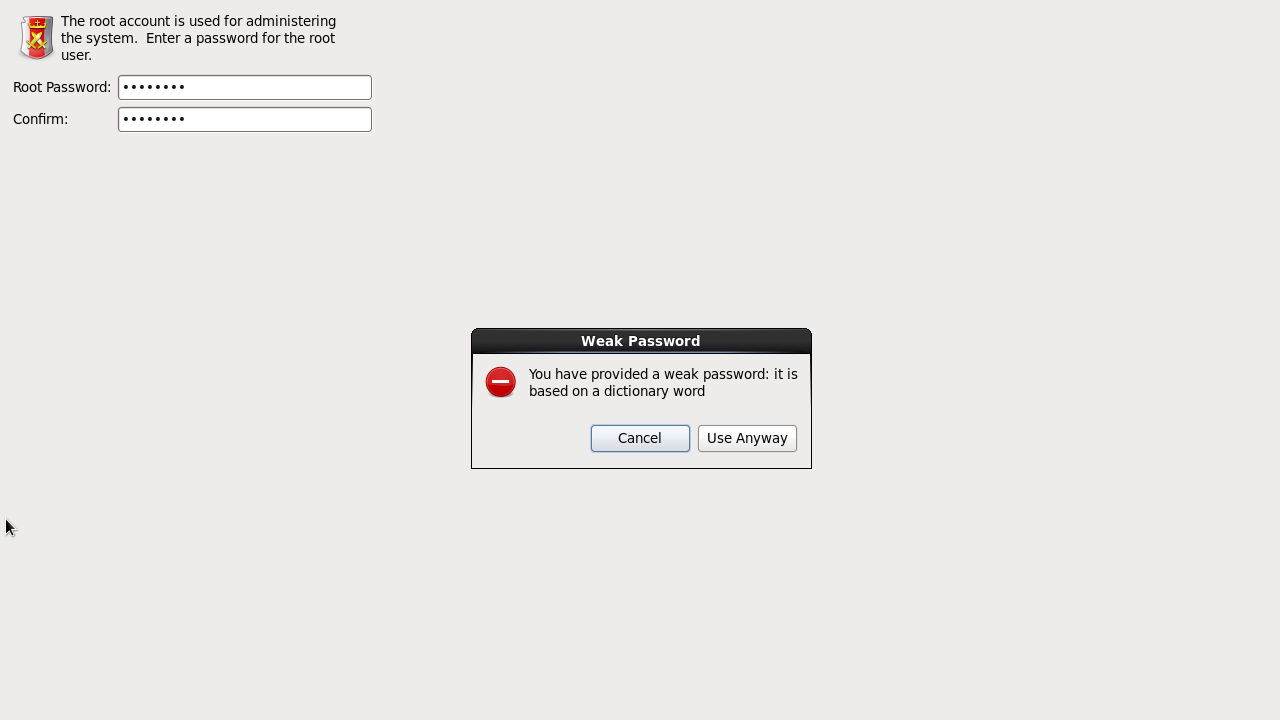 The root account is used for administering
the system.  Enter a password for the root
user.
Root Password: ••••••••
Confirm: ••••••••
Weak Password
You have provided a weak password: it is
based on a dictionary word
Cancel Use Anyway